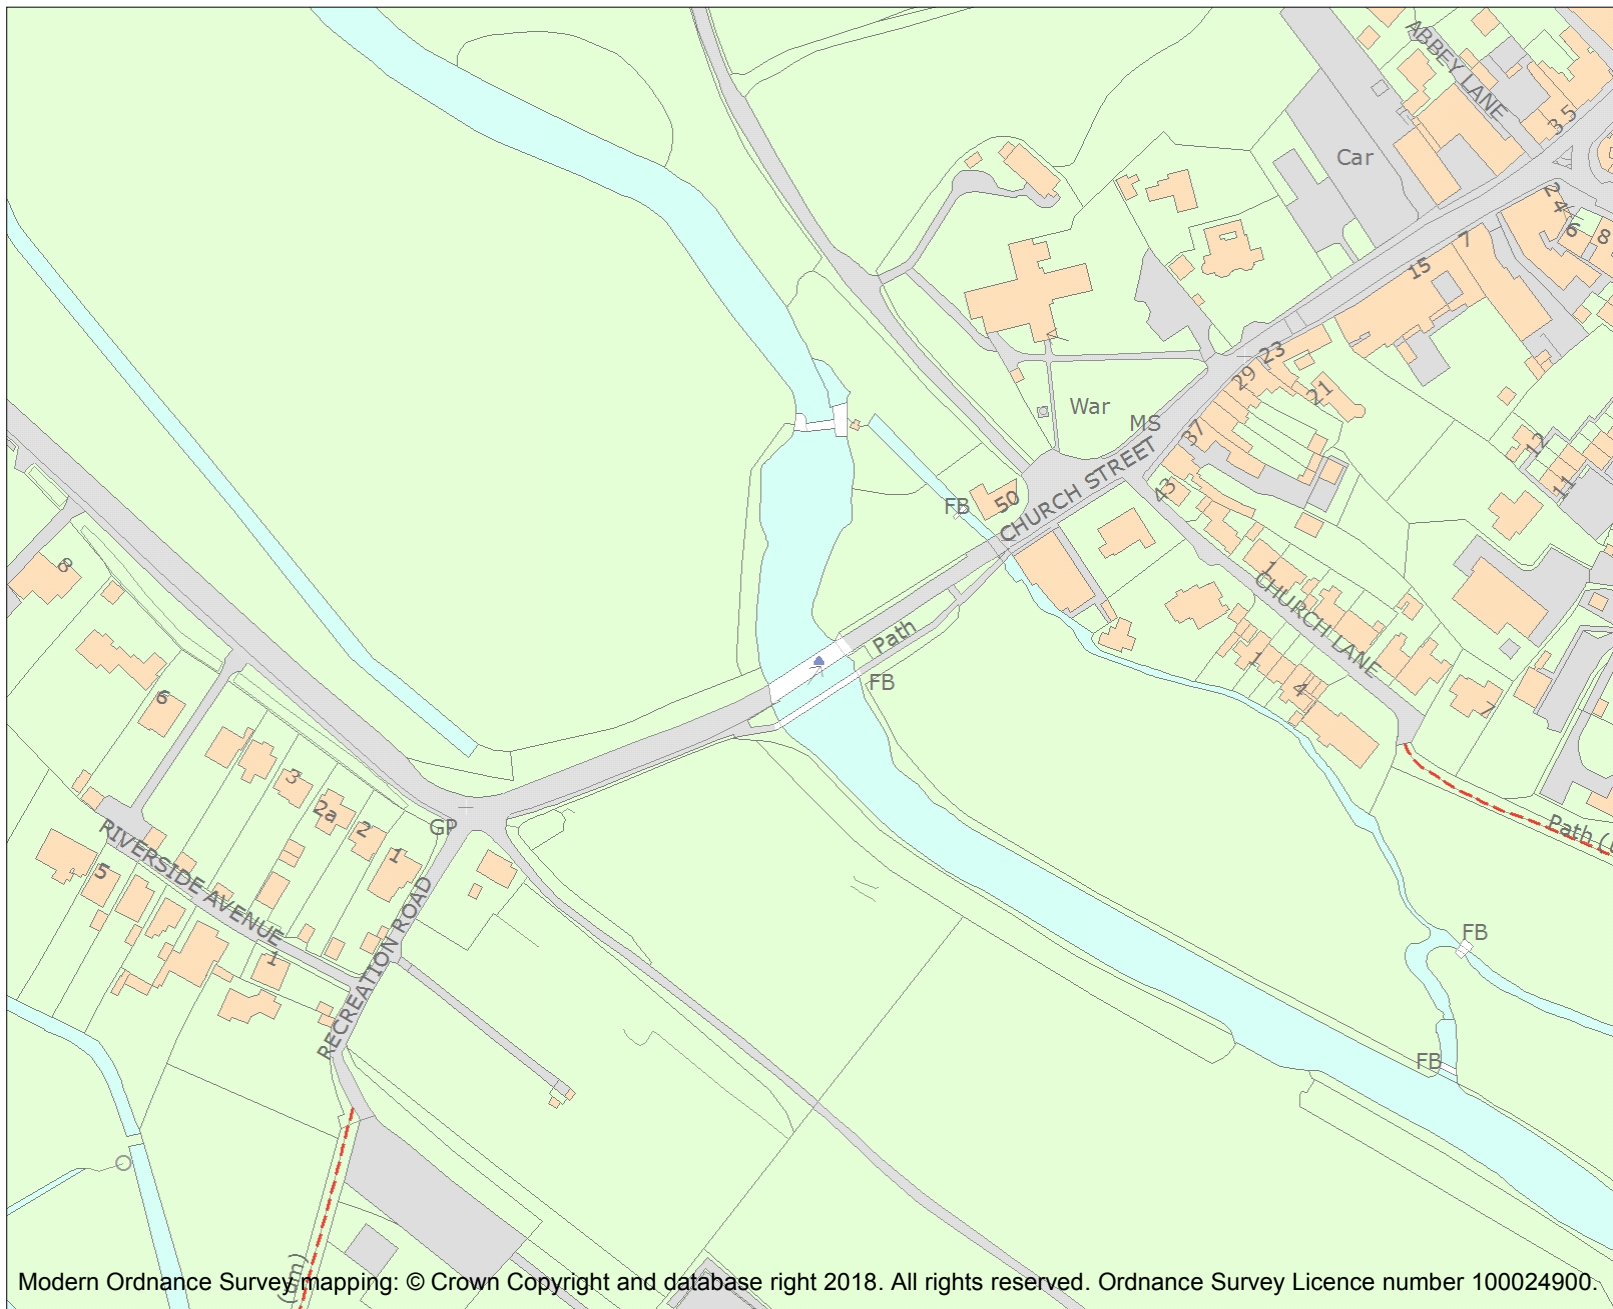 ABBEY LANE
3 5
Car
2
4
6
8
7
15
23
29
21
War
MS
37
12
11
43
50
CHURCH STREET
FB
1
CHURCH LANE
Path
FB
1
4
7
8
6
3
2a
2
1
GP
RIVERSIDE AVENUE
5
1
RECREATION ROAD
Path (u
FB
FB
(um)
Modern Ordnance Survey mapping: © Crown Copyright and database right 2018. All rights reserved. Ordnance Survey Licence number 100024900.